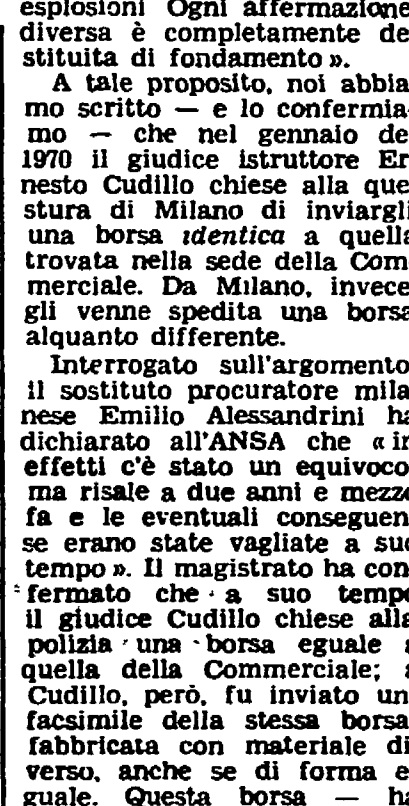 esplosioni Ogni affermazione
diversa è completamente de
stituita di fondamento ».
A tale proposito, noi abbia
mo scritto — e lo confermia
mo — che nel gennaio de
1970 il giudice istruttore Er
nesto Cudillo chiese alla que
stura di Milano di inviargli
una borsa identica a quella
trovata nella sede della Com
merciale. Da Milano, invece
gli venne spedita una borsa
alquanto differente.
Interrogato sull'argomento
il sostituto procuratore mila
nese Emilio Alessandrini ha
dichiarato all'ANSA che « in
effetti c'è stato un equivoco
ma risale a due anni e mezzo
fa e le eventuali conseguen
se erano state vagliate a suo
tempo ». Il magistrato ha con
fermato che a suo tempo
il giudice Cudillo chiese alla
polizia una borsa eguale a
quella della Commerciale; a
Cudillo, però, fu inviato un
facsimile della stessa borsa
fabbricata con materiale di
verso, anche se di forma e
guale. Questa borsa — ha